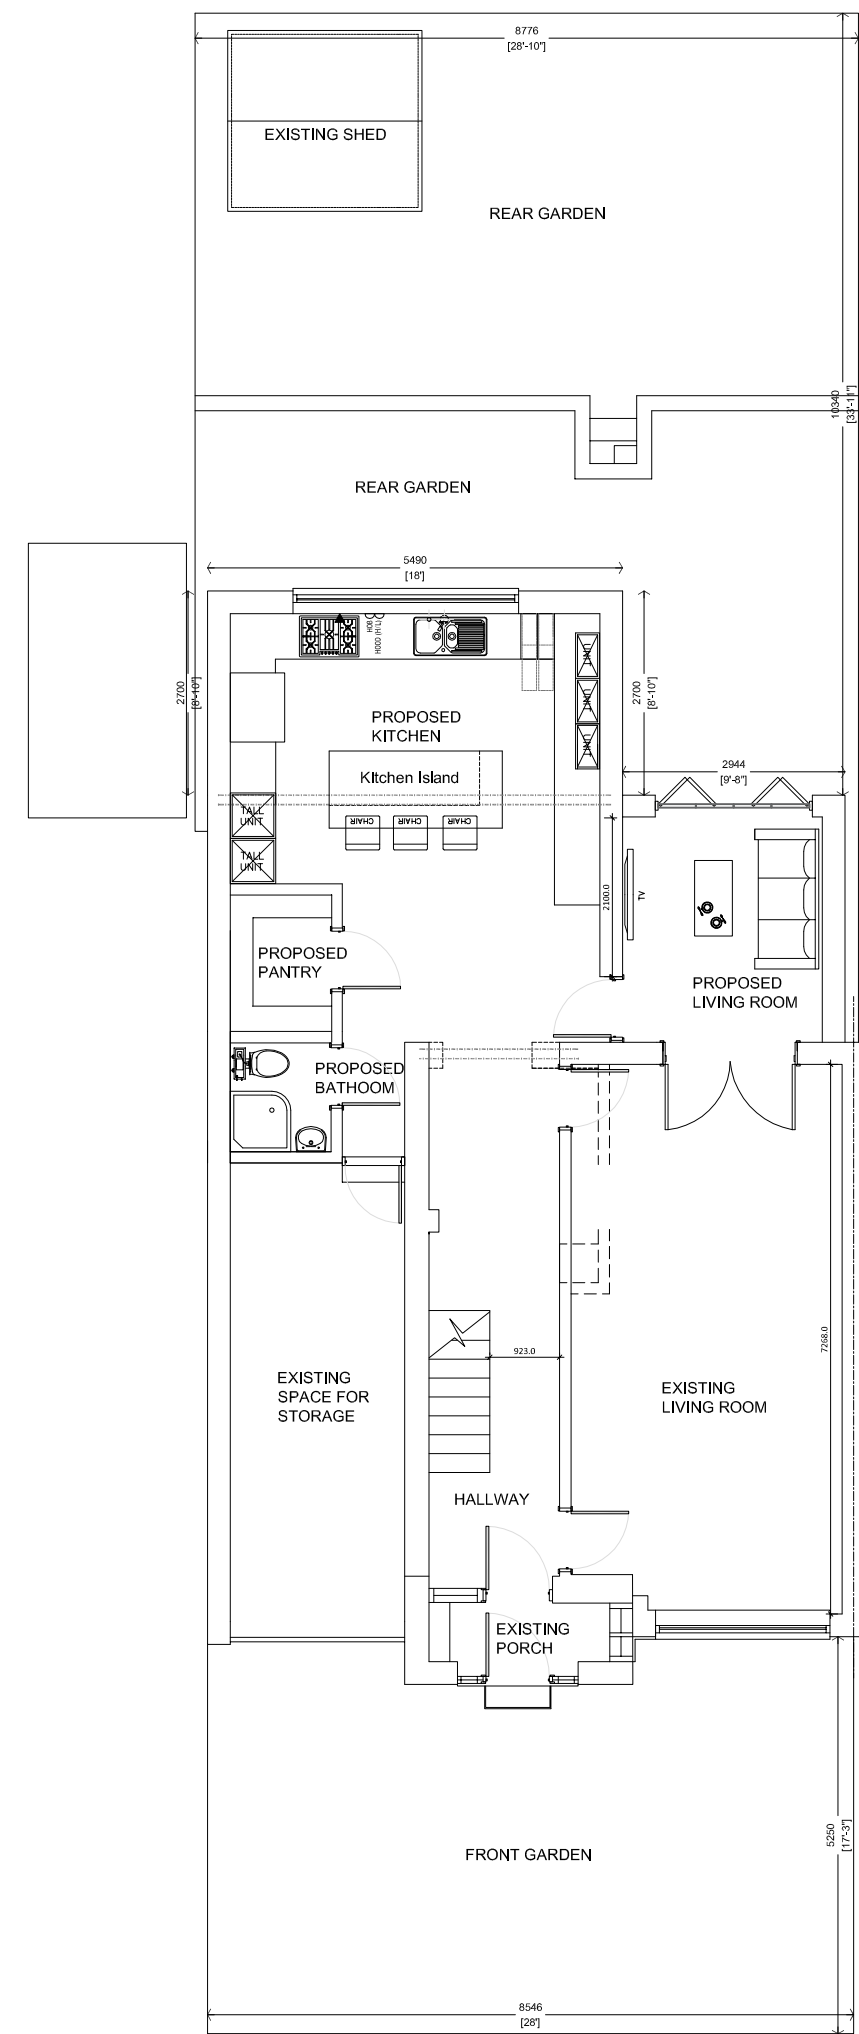 8776
[28'-10"]
EXISTING SHED
REAR GARDEN
10340
[33'-11"]
REAR GARDEN
5490
[18']
HOB
HOOD (H/L)
2700
[8'-10"]
2700
[8'-10"]
UNIT
UNIT
UNIT
PROPOSED
KITCHEN
KItchen Island
2944
[9'-8"]
TALL
UNIT
TALL
UNIT
CHAIR
CHAIR
CHAIR
2100.0
TV
PROPOSED
PANTRY
PROPOSED
LIVING ROOM
PROPOSED
BATHOOM
7268.0
923.0
EXISTING
SPACE FOR
STORAGE
EXISTING
LIVING ROOM
HALLWAY
EXISTING
PORCH
5250
[17'-3"]
FRONT GARDEN
8546
[28']